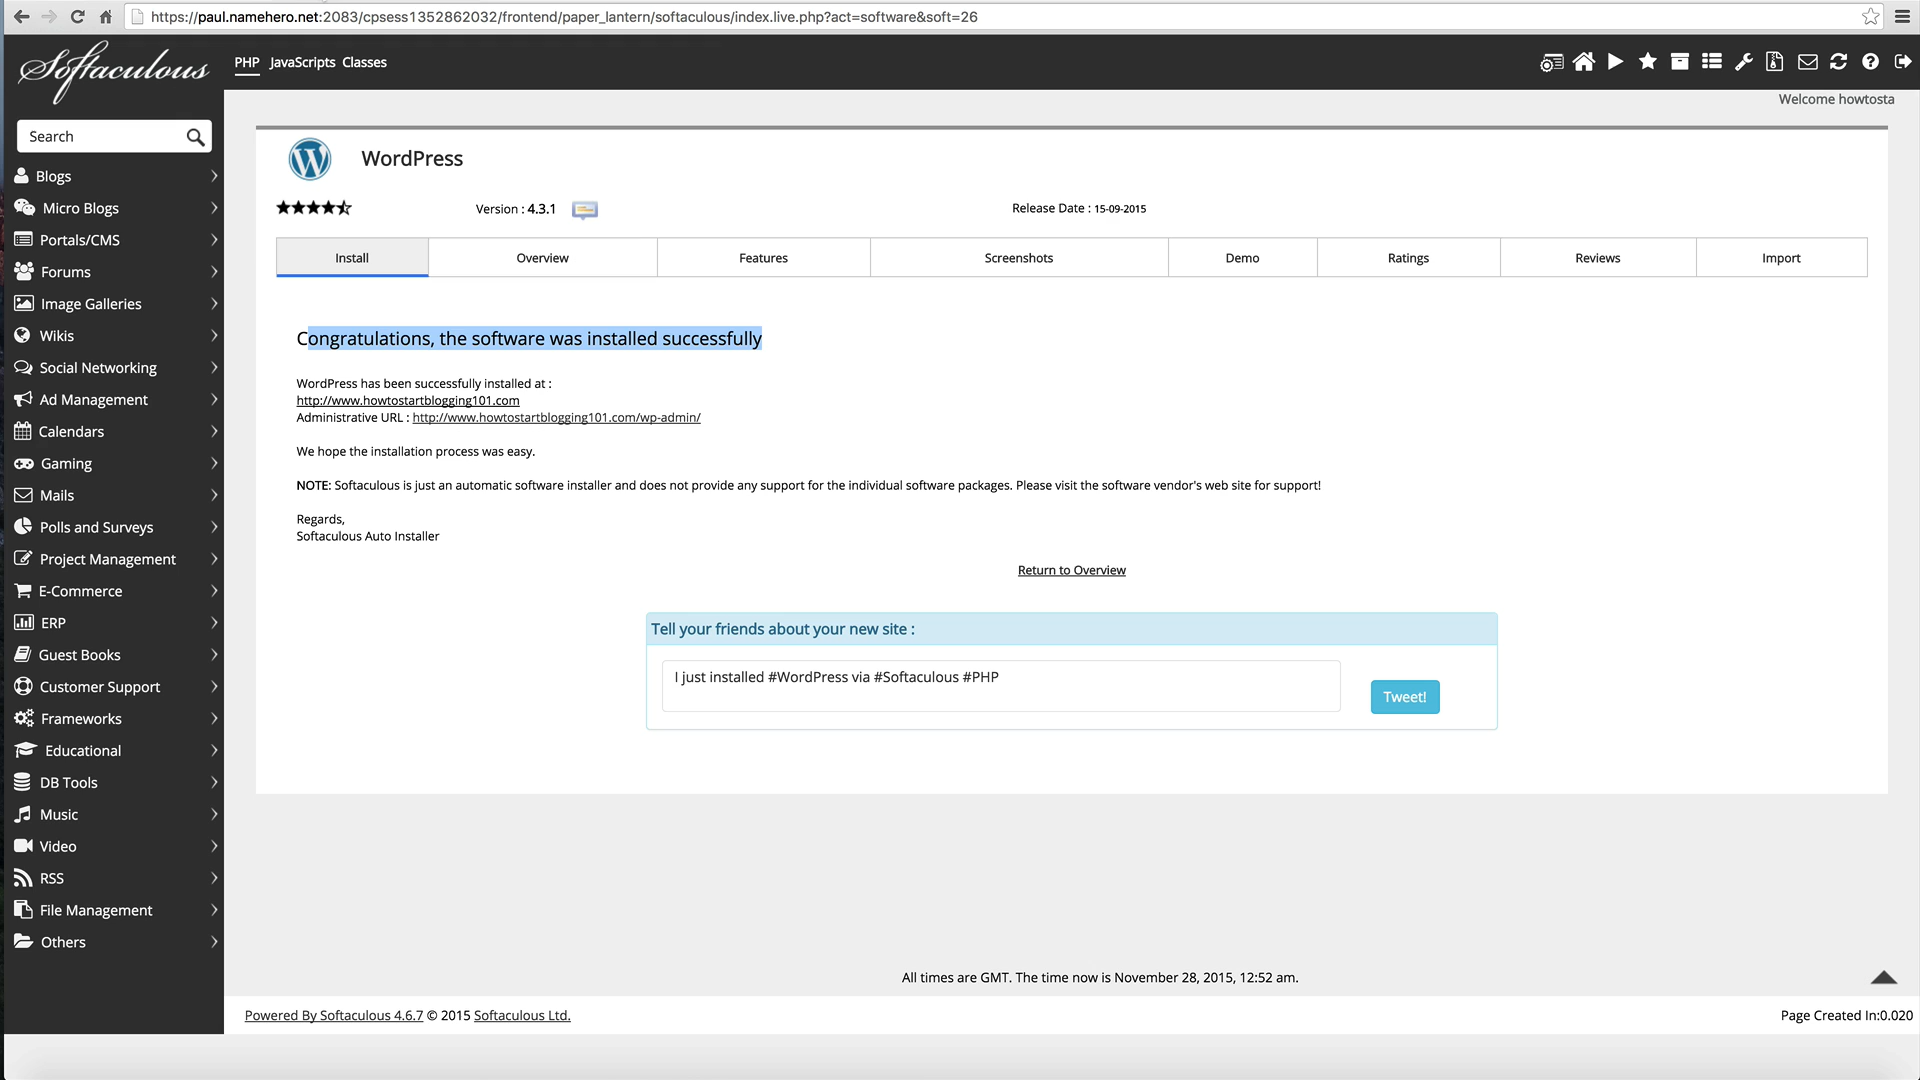 https://paul.namehero.net:2083/cpsess1352862032/frontend/paper_lantern/softaculous/index.live.php?act=software&soft=26
Softaculous
PHP JavaScripts Classes
Welcome howtosta
Search
Blogs
Micro Blogs
Portals/CMS
Forums
Image Galleries
Wikis
Social Networking
Ad Management
Calendars
Gaming
Mails
Polls and Surveys
Project Management
E-Commerce
ERP
Guest Books
Customer Support
Frameworks
Educational
DB Tools
Music
Video
RSS
File Management
Others
WordPress
Version : 4.3.1
Release Date : 15-09-2015
Install Overview Features Screenshots Demo Ratings Reviews Import
Congratulations, the software was installed successfully
WordPress has been successfully installed at :
http://www.howtostartblogging101.com
Administrative URL : http://www.howtostartblogging101.com/wp-admin/
We hope the installation process was easy.
NOTE: Softaculous is just an automatic software installer and does not provide any support for the individual software packages. Please visit the software vendor's web site for support!
Regards,
Softaculous Auto Installer
Return to Overview
Tell your friends about your new site :
I just installed #WordPress via #Softaculous #PHP
Tweet!
All times are GMT. The time now is November 28, 2015, 12:52 am.
Powered By Softaculous 4.6.7 © 2015 Softaculous Ltd.
Page Created In:0.020